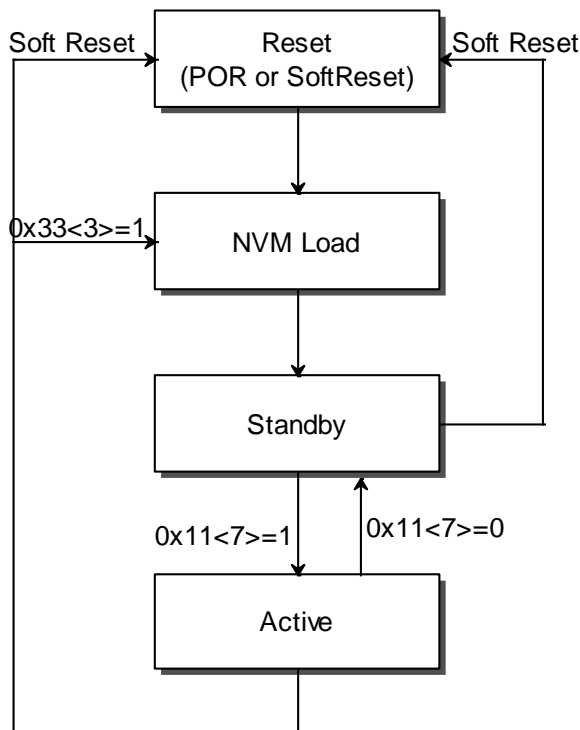 Soft Reset
Reset
(POR or SoftReset)
Soft Reset
0x33<3>=1
NVM Load
Standby
0x11<7>=1
0x11<7>=0
Active